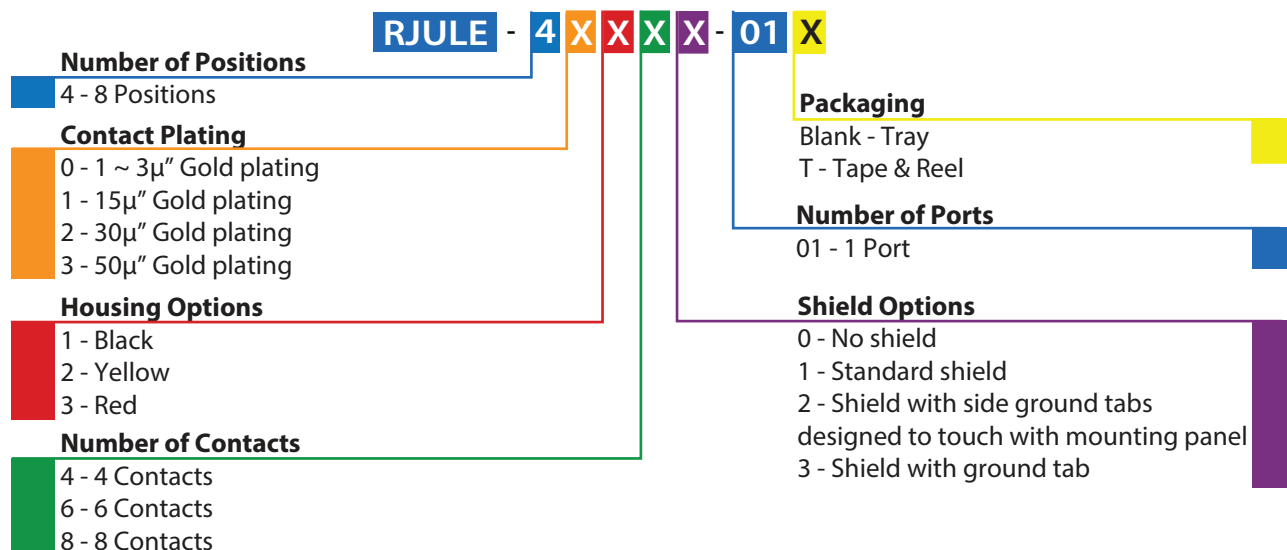 RJULE - 4 X X X X - 01 X
Number of Positions
4 - 8 Positions
Contact Plating
0 - 1 ~ 3µ” Gold plating
1 - 15µ” Gold plating
2 - 30µ” Gold plating
3 - 50µ” Gold plating
Housing Options
1 - Black
2 - Yellow
3 - Red
Number of Contacts
4 - 4 Contacts
6 - 6 Contacts
8 - 8 Contacts
Packaging
Blank - Tray
T - Tape & Reel
Number of Ports
01 - 1 Port
Shield Options
0 - No shield
1 - Standard shield
2 - Shield with side ground tabs
designed to touch with mounting panel
3 - Shield with ground tab